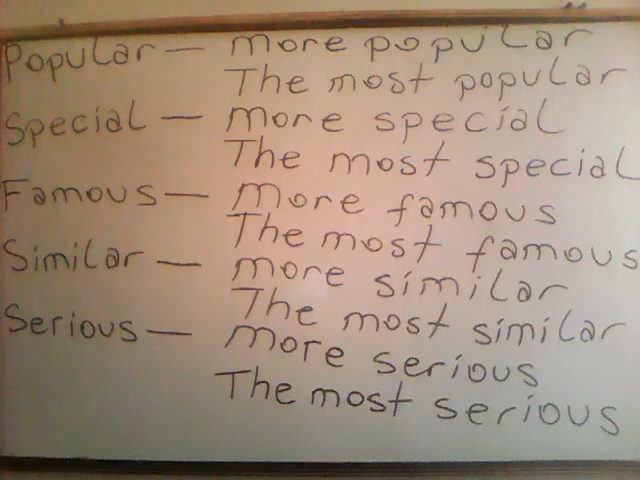 Popular — more popular
The most popular
Special — more special
The most special
Famous — more famous
The most famous
Similar — more similar
The most similar
Serious — more serious
The most serious